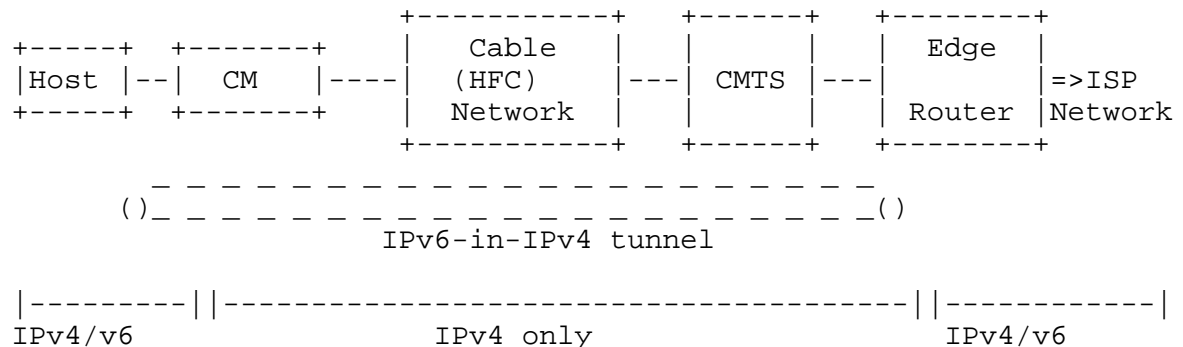 Cable Edge
Host CM (HFC) CMTS =>ISP
Network Router Network
IPv6-in-IPv4 tunnel
IPv4/v6 IPv4 only IPv4/v6